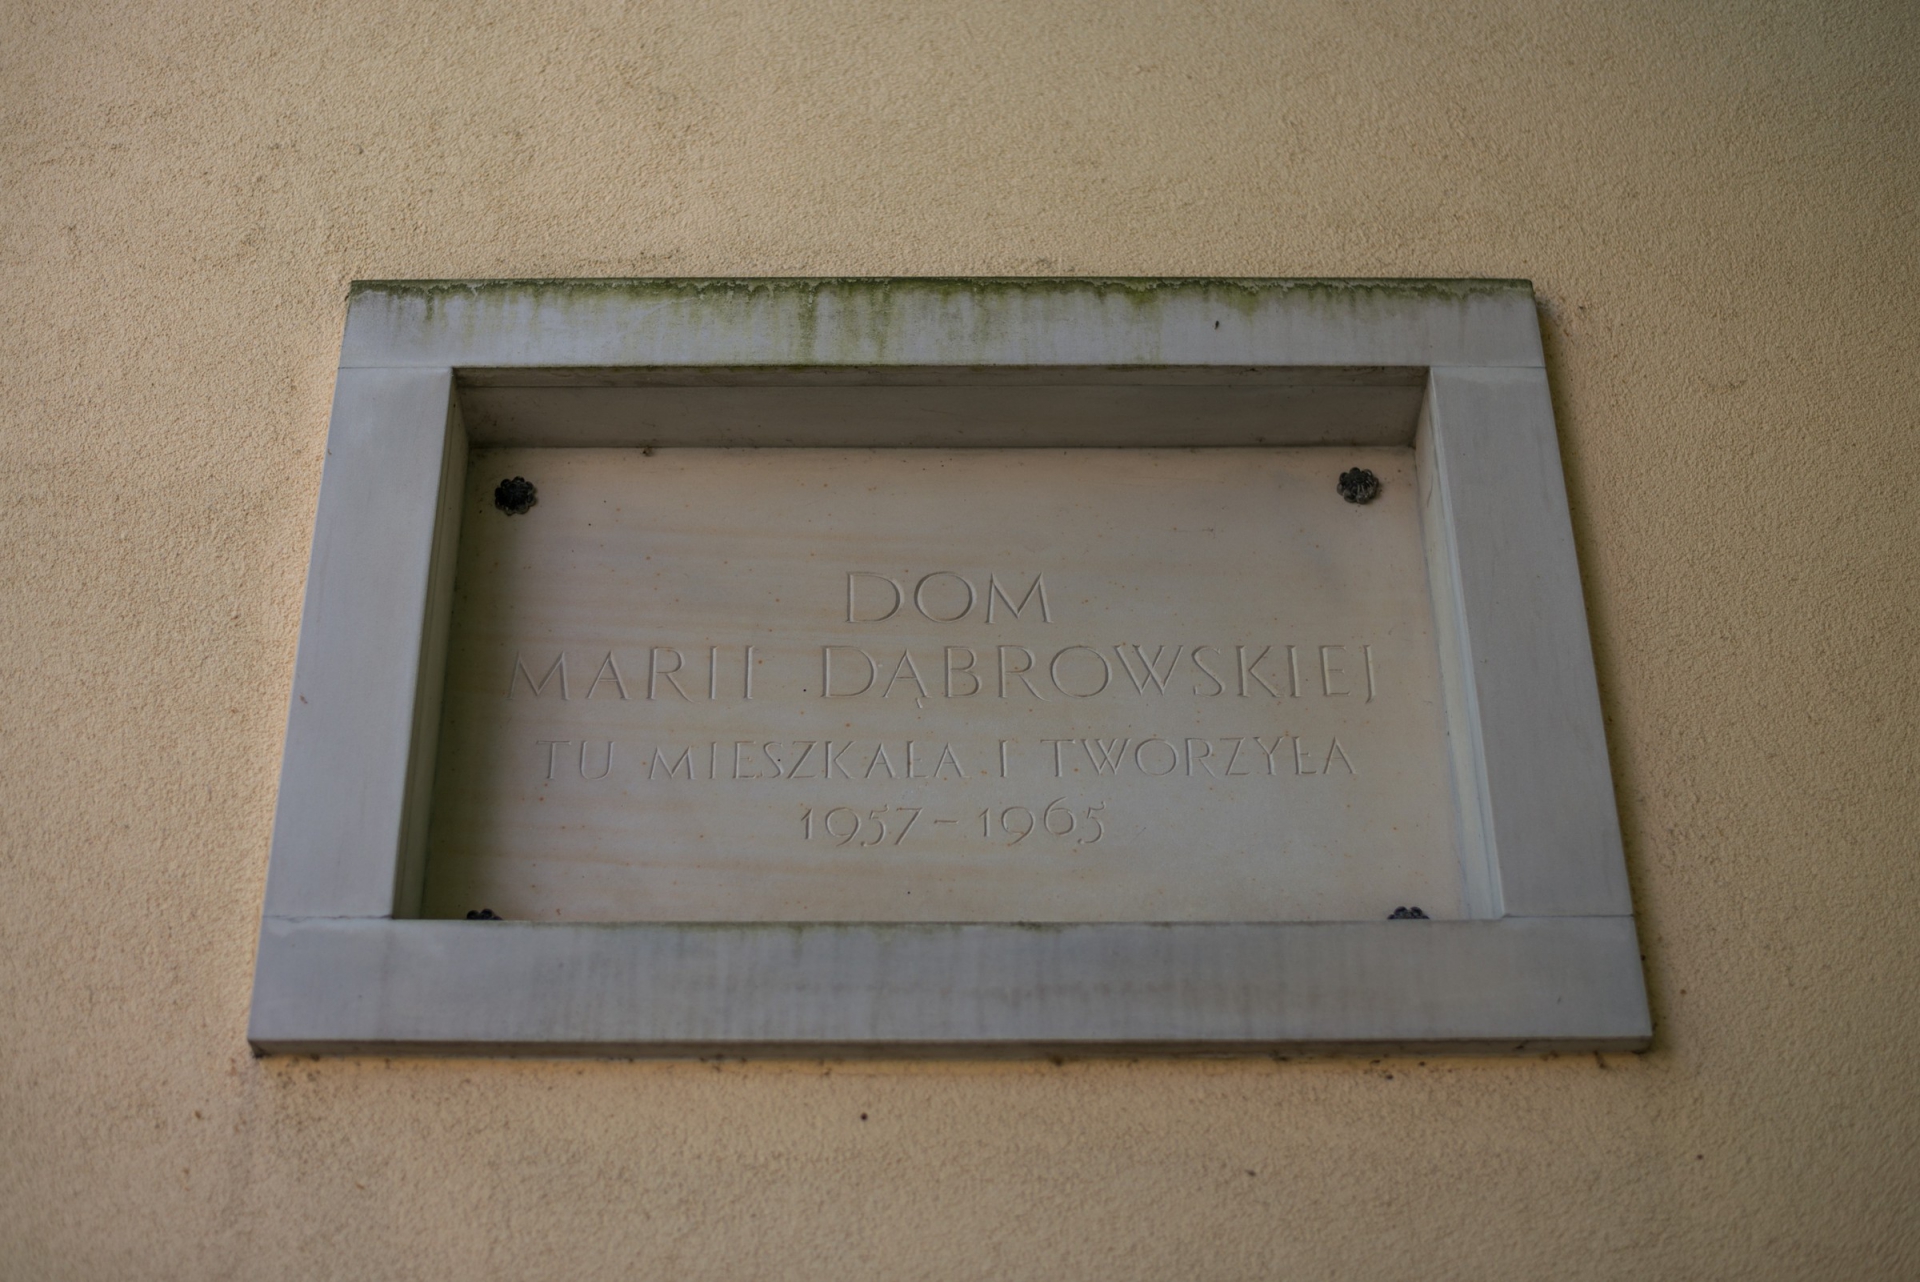 DOM
MARII DĄBROWSKIEJ
TU MIESZKAŁA I TWORZYŁA
1957-1965